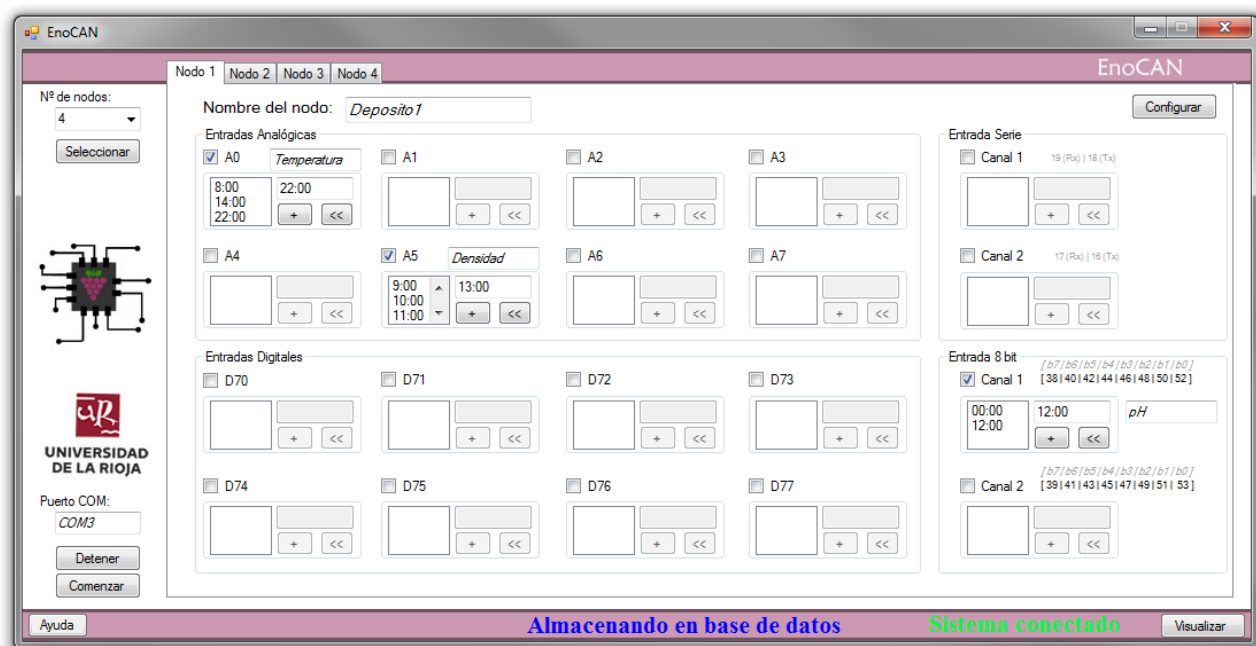 EnoCAN
EnoCAN
Nodo 1 Nodo 2 Nodo 3 Nodo 4
Nº de nodos:
4
Seleccionar
UR
UNIVERSIDAD
DE LA RIOJA
Puerto COM:
COM3
Detener
Comenzar
Nombre del nodo: Deposito1
Configurar
Entradas Analógicas
A0 Temperatura A1 A2 A3
8:00 22:00
14:00
22:00 + << + << + << + <<
A4 A5 Densidad A6 A7
9:00 13:00
10:00
11:00
+ << + << + << + <<
Entradas Digitales
D70 D71 D72 D73
+ << + << + << + <<
D74 D75 D76 D77
+ << + << + << + <<
Entrada Serie
Canal 1 19 (Rx) | 18 (Tx)
+ <<
Canal 2 17 (Rx) | 16 (Tx)
+ <<
Entrada 8 bit
[b7/b6/b5/b4/b3/b2/b1/b0]
Canal 1 [38|40|42|44|46|48|50|52]
00:00 12:00 pH
12:00
+ <<
[b7/b6/b5/b4/b3/b2/b1/b0]
Canal 2 [39|41|43|45|47|49|51| 53]
+ <<
Ayuda Almacenando en base de datos Sistema conectado Visualizar